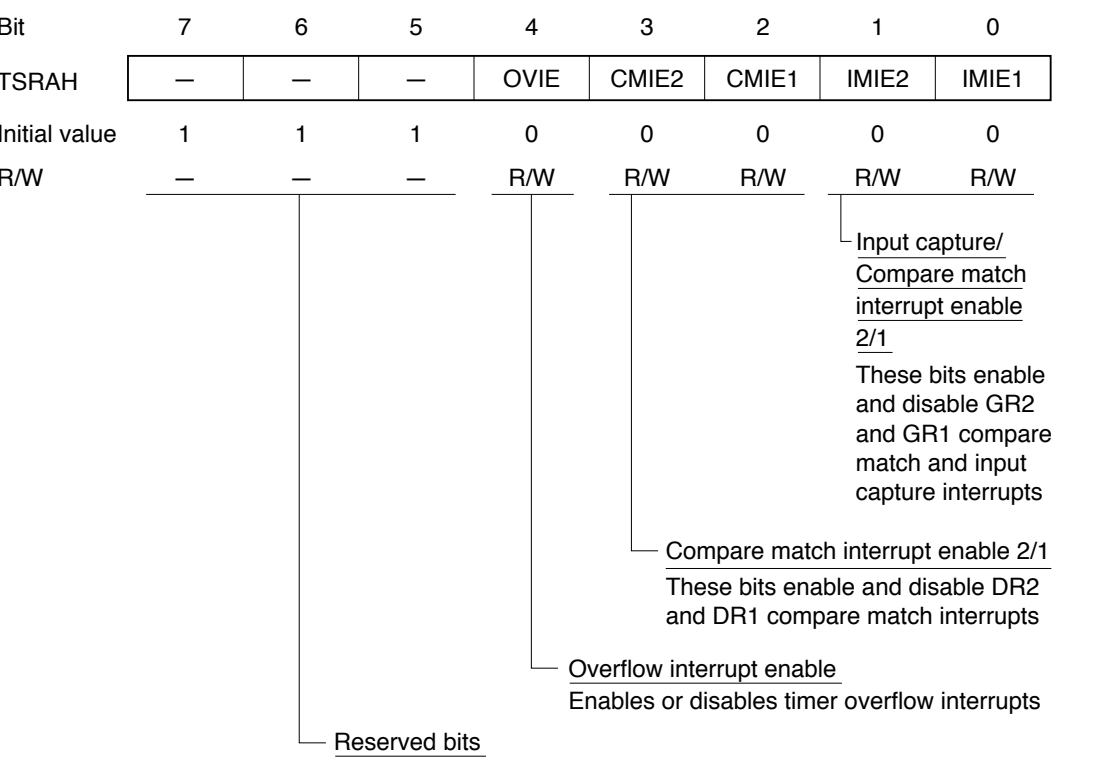 Bit 7 6 5 4 3 2 1 0
TSRAH — — — OVIE CMIE2 CMIE1 IMIE2 IMIE1
Initial value 1 1 1 0 0 0 0 0
R/W — — — R/W R/W R/W R/W R/W
Input capture/
Compare match
interrupt enable
2/1
These bits enable
and disable GR2
and GR1 compare
match and input
capture interrupts
Compare match interrupt enable 2/1
These bits enable and disable DR2
and DR1 compare match interrupts
Overflow interrupt enable
Enables or disables timer overflow interrupts
Reserved bits